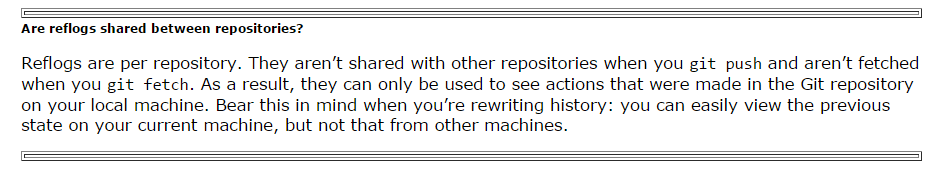 Are reflogs shared between repositories?
Reflogs are per repository. They aren’t shared with other repositories when you git push and aren’t fetched
when you git fetch. As a result, they can only be used to see actions that were made in the Git repository
on your local machine. Bear this in mind when you’re rewriting history: you can easily view the previous
state on your current machine, but not that from other machines.